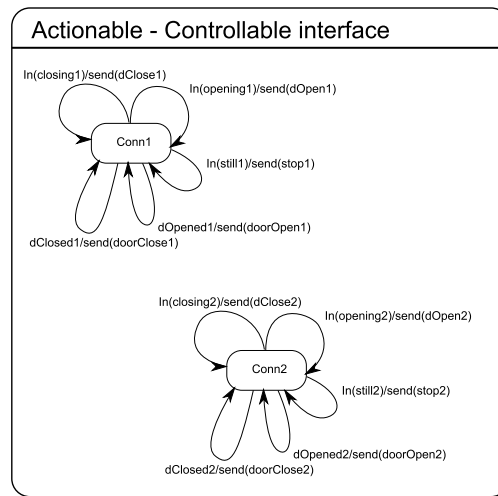 Actionable - Controllable interface
In(closing1)/send(dClose1)
In(opening1)/send(dOpen1)
Conn1
In(still1)/send(stop1)
dOpened1/send(doorOpen1)
dClosed1/send(doorClose1)
In(closing2)/send(dClose2)
In(opening2)/send(dOpen2)
Conn2
In(still2)/send(stop2)
dOpened2/send(doorOpen2)
dClosed2/send(doorClose2)